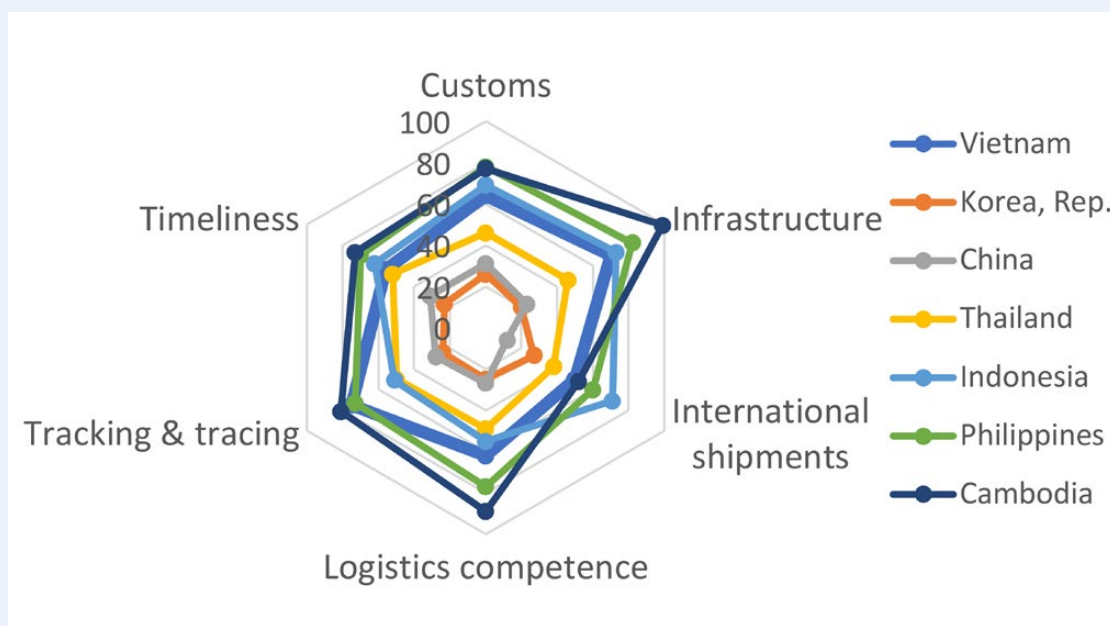 Customs
100
80
60
40
20
0
Timeliness
Infrastructure
Tracking & tracing
International
shipments
Logistics competence
Vietnam
Korea, Rep.
China
Thailand
Indonesia
Philippines
Cambodia